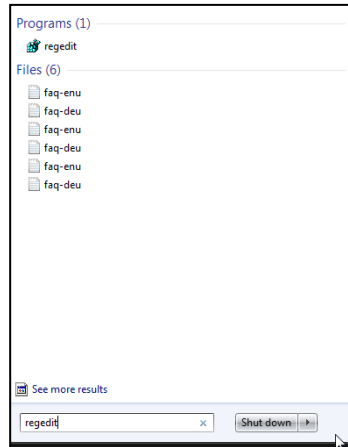 Programs (1)
regedit
Files (6)
faq-enu
faq-deu
faq-enu
faq-deu
faq-enu
faq-deu
See more results
regedit
Shut down